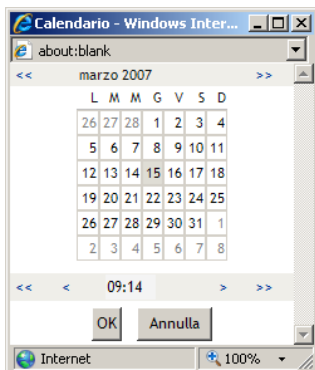 Calendario - Windows Inter...
about:blank
<< marzo 2007 >>
L M M G V S D
26 27 28 1 2 3 4
5 6 7 8 9 10 11
12 13 14 15 16 17 18
19 20 21 22 23 24 25
26 27 28 29 30 31 1
2 3 4 5 6 7 8
<< < 09:14 > >>
OK Annulla
Internet 100%